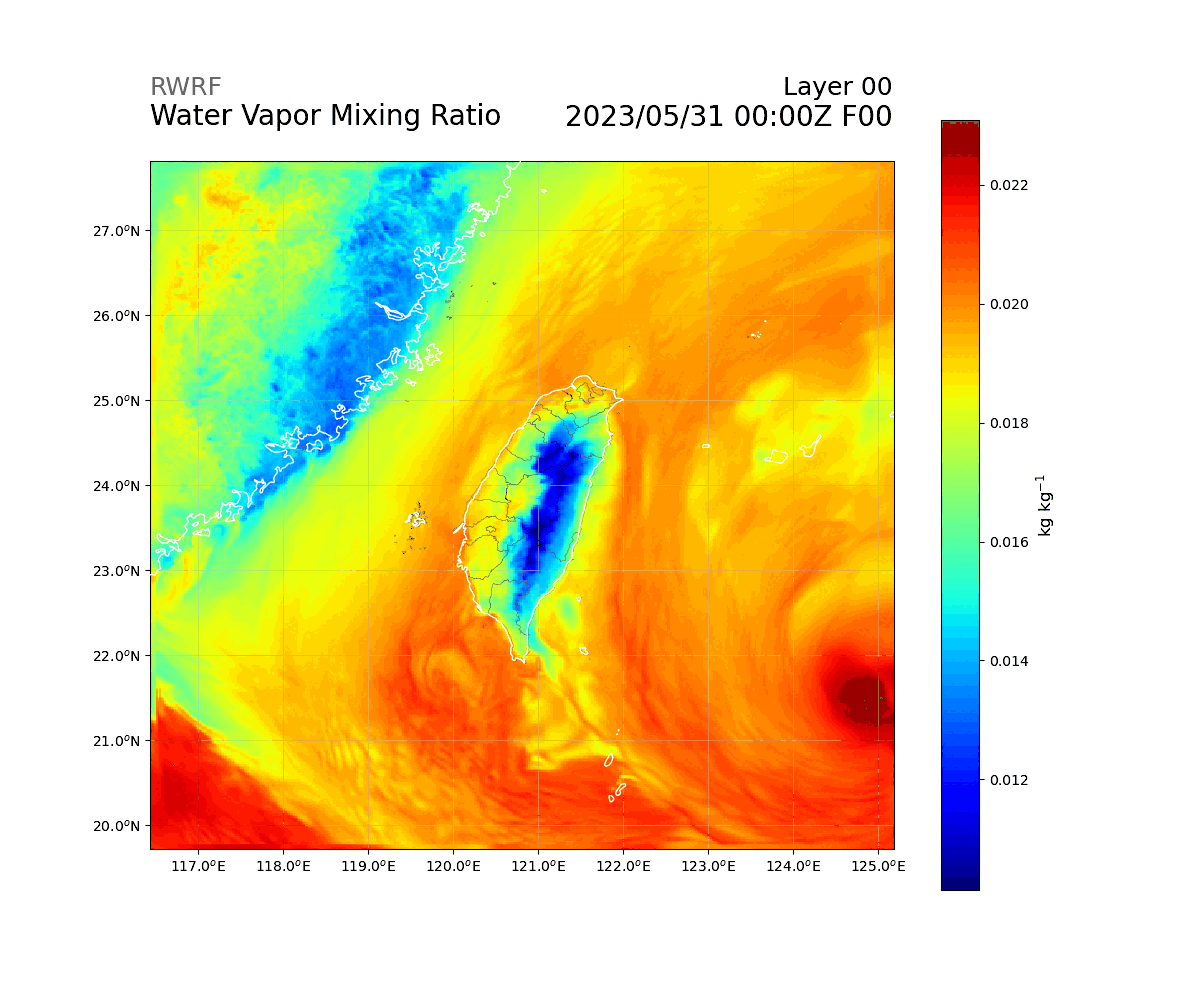 RWRF
Layer 00
Water Vapor Mixing Ratio
2023/05/31 00:00Z F00
27.0°N
26.0°N
25.0°N
24.0°N
23.0°N
22.0°N
21.0°N
20.0°N
117.0°E
118.0°E
119.0°E
120.0°E
121.0°E
122.0°E
123.0°E
124.0°E
125.0°E
0.022
0.020
0.018
0.016
0.014
0.012
kg kg⁻¹